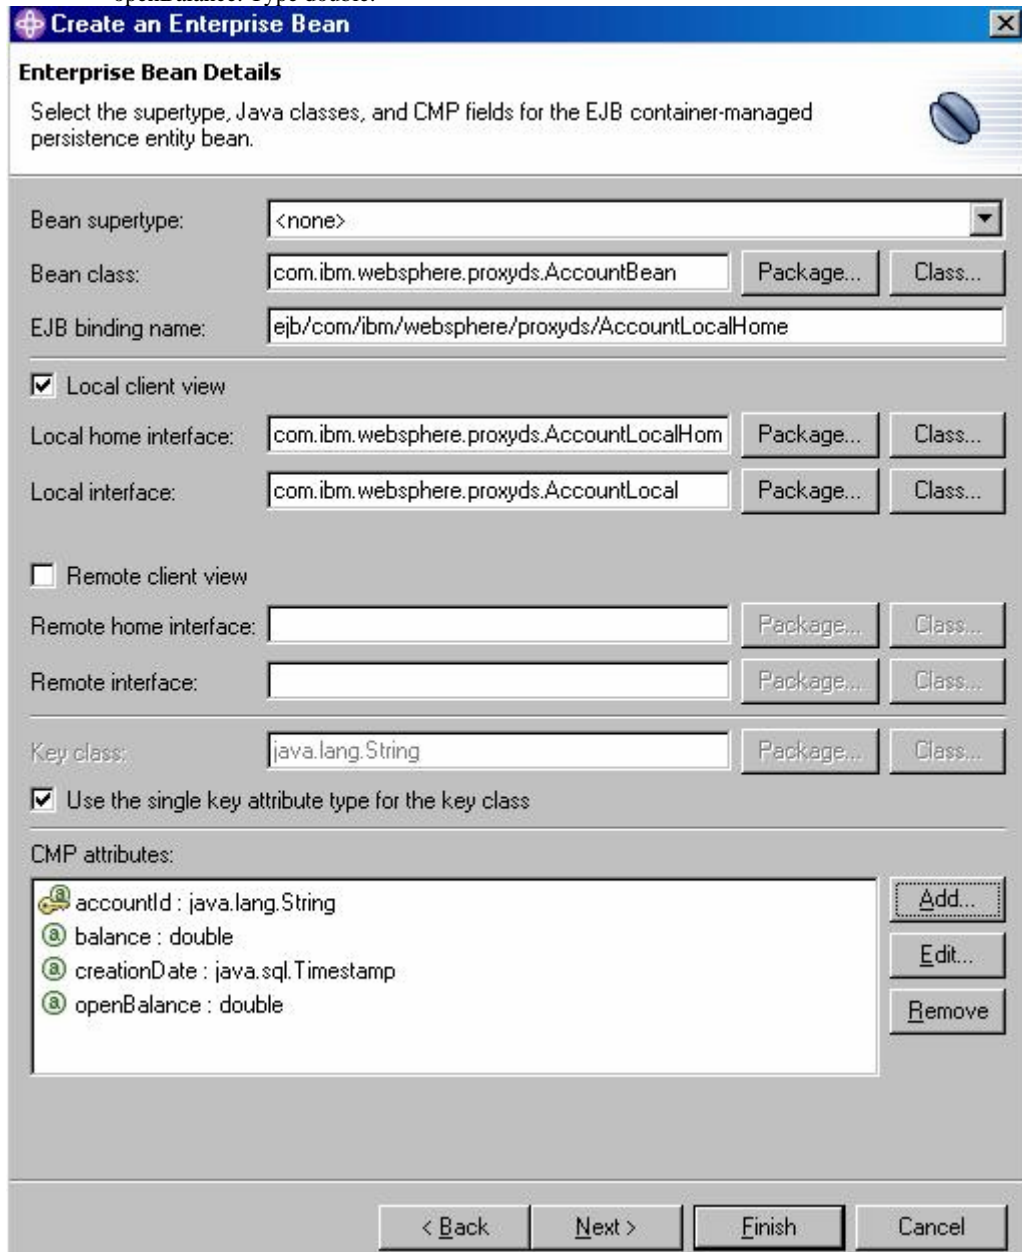 openBalance. Type double.
Create an Enterprise Bean
Enterprise Bean Details
Select the supertype, Java classes, and CMP fields for the EJB container-managed
persistence entity bean.
Bean supertype: <none>
Bean class: com.ibm.websphere.proxyds.AccountBean Package... Class...
EJB binding name: ejb/com/ibm/websphere/proxyds/AccountLocalHome
Local client view
Local home interface: com.ibm.websphere.proxyds.AccountLocalHom Package... Class...
Local interface: com.ibm.websphere.proxyds.AccountLocal Package... Class...
Remote client view
Remote home interface: Package... Class...
Remote interface: Package... Class...
Key class: java.lang.String Package... Class...
Use the single key attribute type for the key class
CMP attributes:
accountId : java.lang.String
Add...
balance : double
creationDate : java.sql.Timestamp
Edit...
openBalance : double
Remove
< Back Next > Finish Cancel